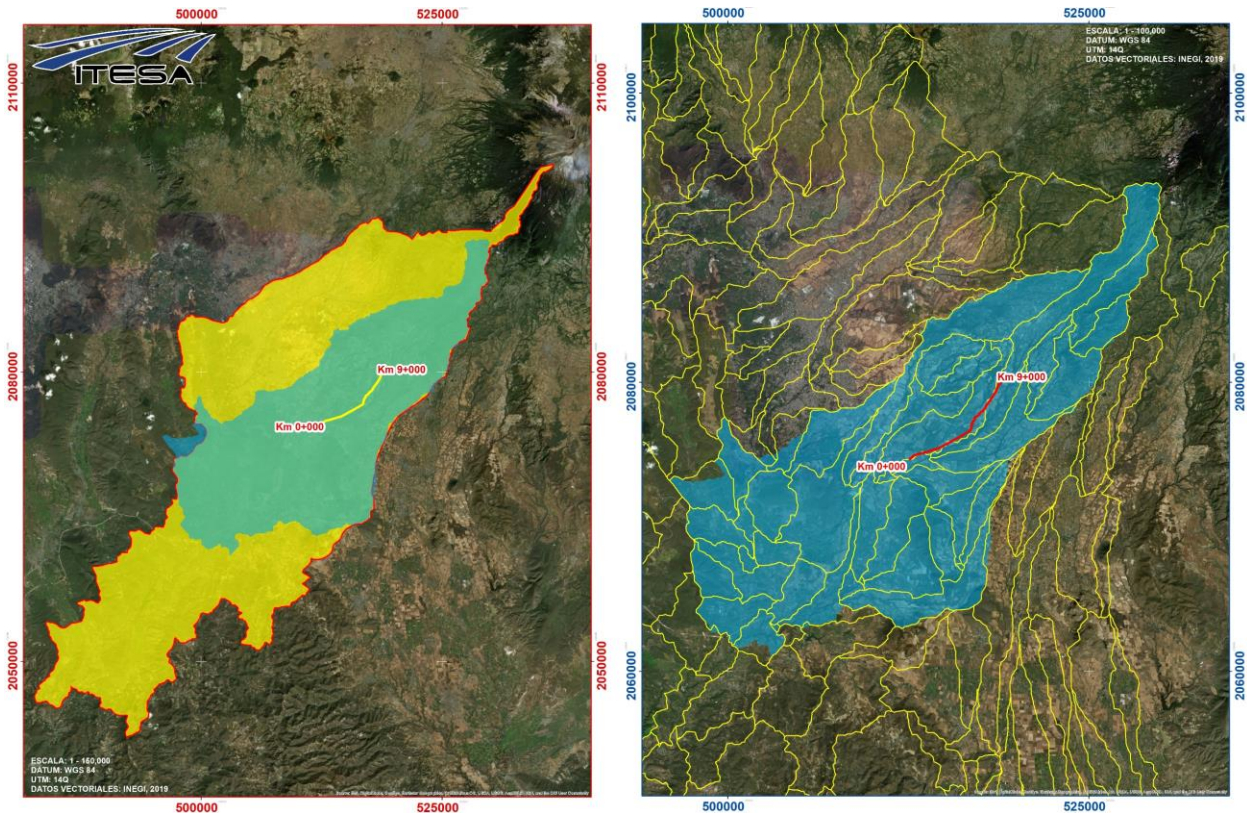 500000
525000
ITESA
2110000
2110000
2080000
2080000
Km 9+000
Km 0+000
2050000
2050000
ESCALA: 1 - 150,000
DATUM: WGS 84
UTM: 14Q
DATOS VECTORIALES: INEGI, 2019
500000
525000
500000
525000
ESCALA: 1 - 100,000
DATUM: WGS 84
UTM: 14Q
DATOS VECTORIALES: INEGI, 2019
2100000
2100000
2080000
2080000
Km 9+000
Km 0+000
2060000
2060000
500000
525000